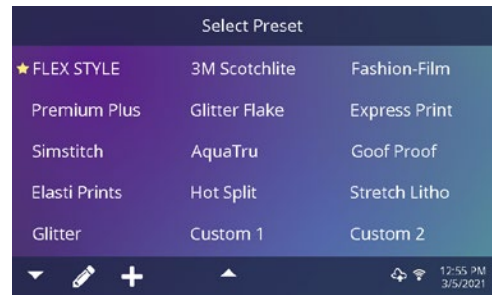 Select Preset
FLEX STYLE 3M Scotchlite Fashion-Film
Premium Plus Glitter Flake Express Print
Simstitch AquaTru Goof Proof
Elasti Prints Hot Split Stretch Litho
Glitter Custom 1 Custom 2
12:55 PM
3/5/2021